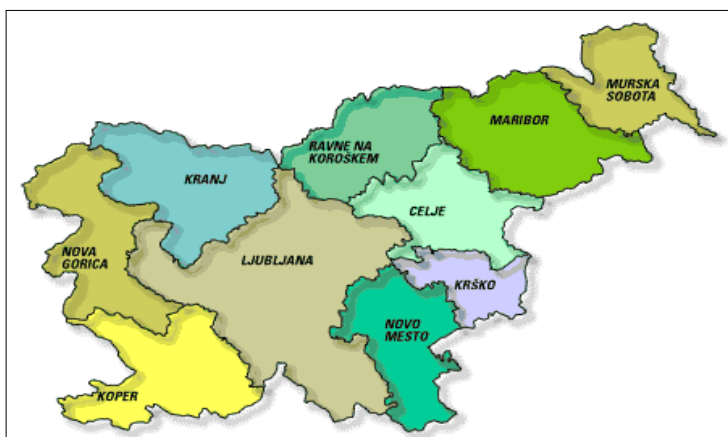 MURSKA
SOBOTA
MARIBOR
RAVNE NA
KOROŠKEM
KRANJ
CELJE
NOVA
GORICA
LJUBLJANA
KRŠKO
NOVO
MESTO
KOPER